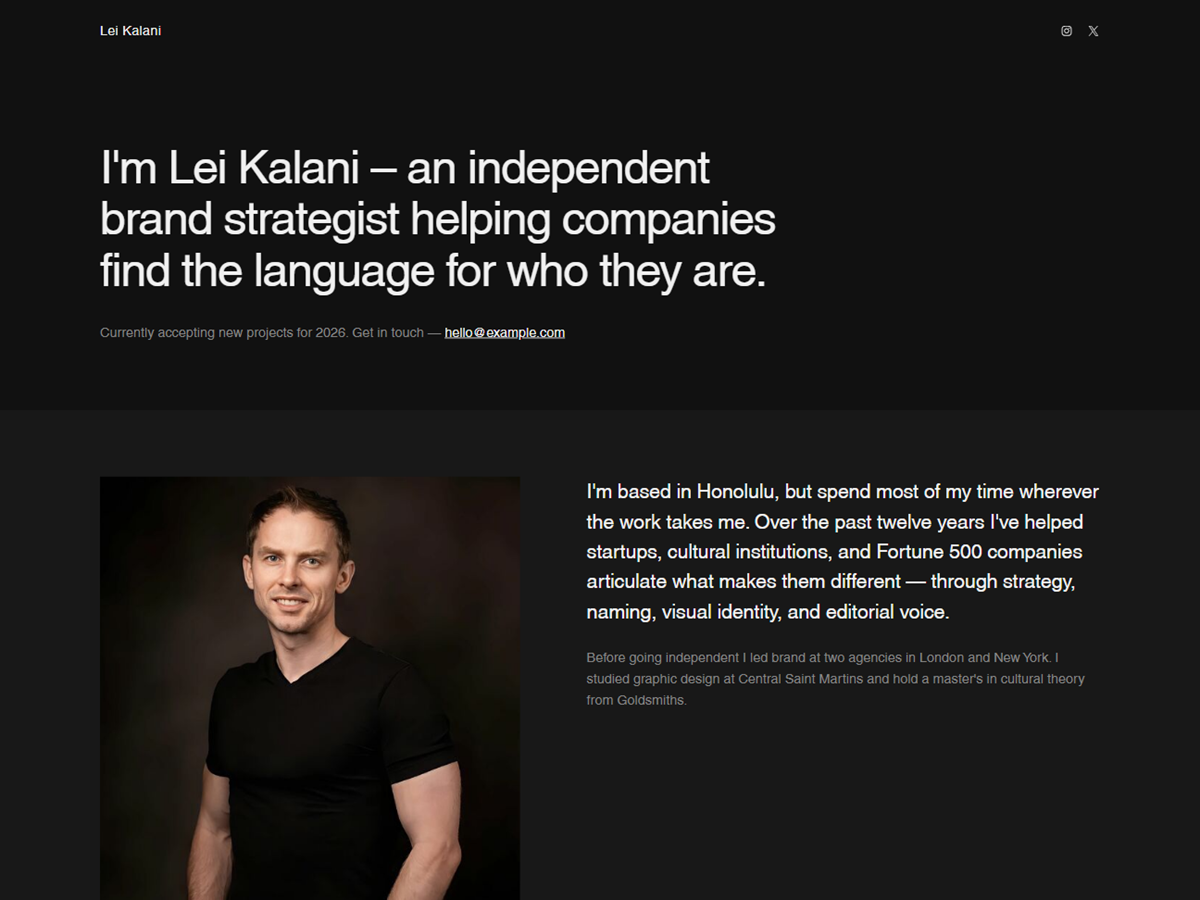 Lei Kalani
I'm Lei Kalani – an independent
brand strategist helping companies
find the language for who they are.
Currently accepting new projects for 2026. Get in touch — hello@example.com
I'm based in Honolulu, but spend most of my time wherever
the work takes me. Over the past twelve years I've helped
startups, cultural institutions, and Fortune 500 companies
articulate what makes them different — through strategy,
naming, visual identity, and editorial voice.
Before going independent I led brand at two agencies in London and New York. I
studied graphic design at Central Saint Martins and hold a master's in cultural theory
from Goldsmiths.